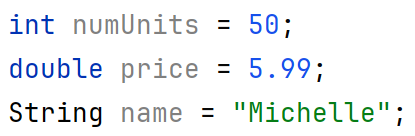 int numUnits = 50;
double price = 5.99;
String name = "Michelle";